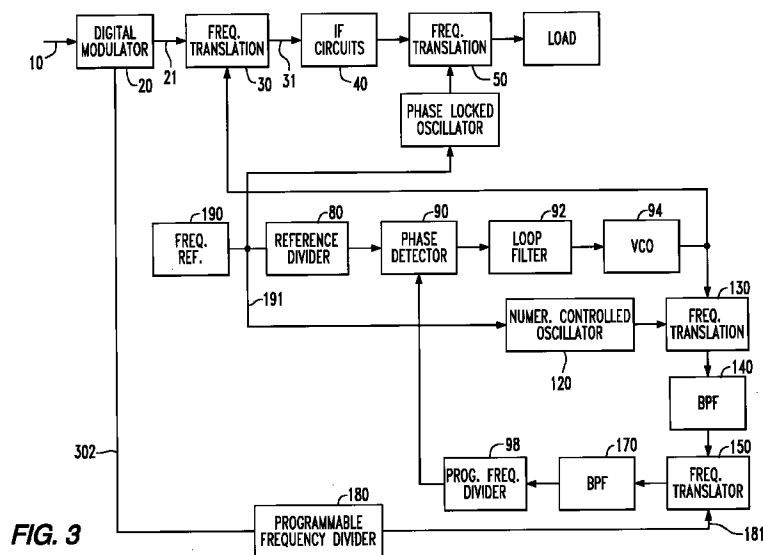 DIGITAL
MODULATOR
FREQ.
TRANSLATION
IF
CIRCUITS
FREQ.
TRANSLATION
LOAD
10
20
21
30
31
40
50
PHASE LOCKED
OSCILLATOR
190
80
90
92
94
FREQ.
REF.
REFERENCE
DIVIDER
PHASE
DETECTOR
LOOP
FILTER
VCO
191
130
NUMER. CONTROLLED
OSCILLATOR
FREQ.
TRANSLATION
120
140
BPF
302
98
170
150
PROG. FREQ.
DIVIDER
BPF
FREQ.
TRANSLATOR
180
PROGRAMMABLE
FREQUENCY DIVIDER
181
FIG. 3